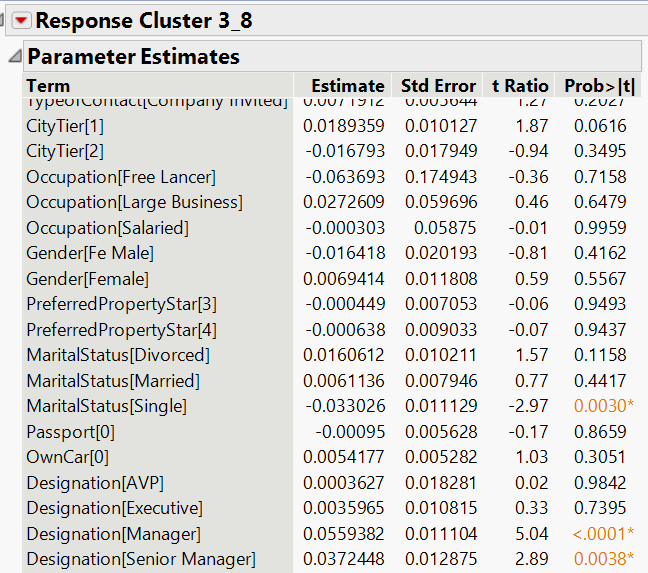 Response Cluster 3_8
Parameter Estimates
Term Estimate Std Error t Ratio Prob>|t|
TypeofContact[Company Invited] 0.0071912 0.005644 1.27 0.2027
CityTier[1] 0.0189359 0.010127 1.87 0.0616
CityTier[2] -0.016793 0.017949 -0.94 0.3495
Occupation[Free Lancer] -0.063693 0.174943 -0.36 0.7158
Occupation[Large Business] 0.0272609 0.059696 0.46 0.6479
Occupation[Salaried] -0.000303 0.05875 -0.01 0.9959
Gender[Fe Male] -0.016418 0.020193 -0.81 0.4162
Gender[Female] 0.0069414 0.011808 0.59 0.5567
PreferredPropertyStar[3] -0.000449 0.007053 -0.06 0.9493
PreferredPropertyStar[4] -0.000638 0.009033 -0.07 0.9437
MaritalStatus[Divorced] 0.0160612 0.010211 1.57 0.1158
MaritalStatus[Married] 0.0061136 0.007946 0.77 0.4417
MaritalStatus[Single] -0.033026 0.011129 -2.97 0.0030*
Passport[0] -0.00095 0.005628 -0.17 0.8659
OwnCar[0] 0.0054177 0.005282 1.03 0.3051
Designation[AVP] 0.0003627 0.018281 0.02 0.9842
Designation[Executive] 0.0035965 0.010815 0.33 0.7395
Designation[Manager] 0.0559382 0.011104 5.04 <.0001*
Designation[Senior Manager] 0.0372448 0.012875 2.89 0.0038*